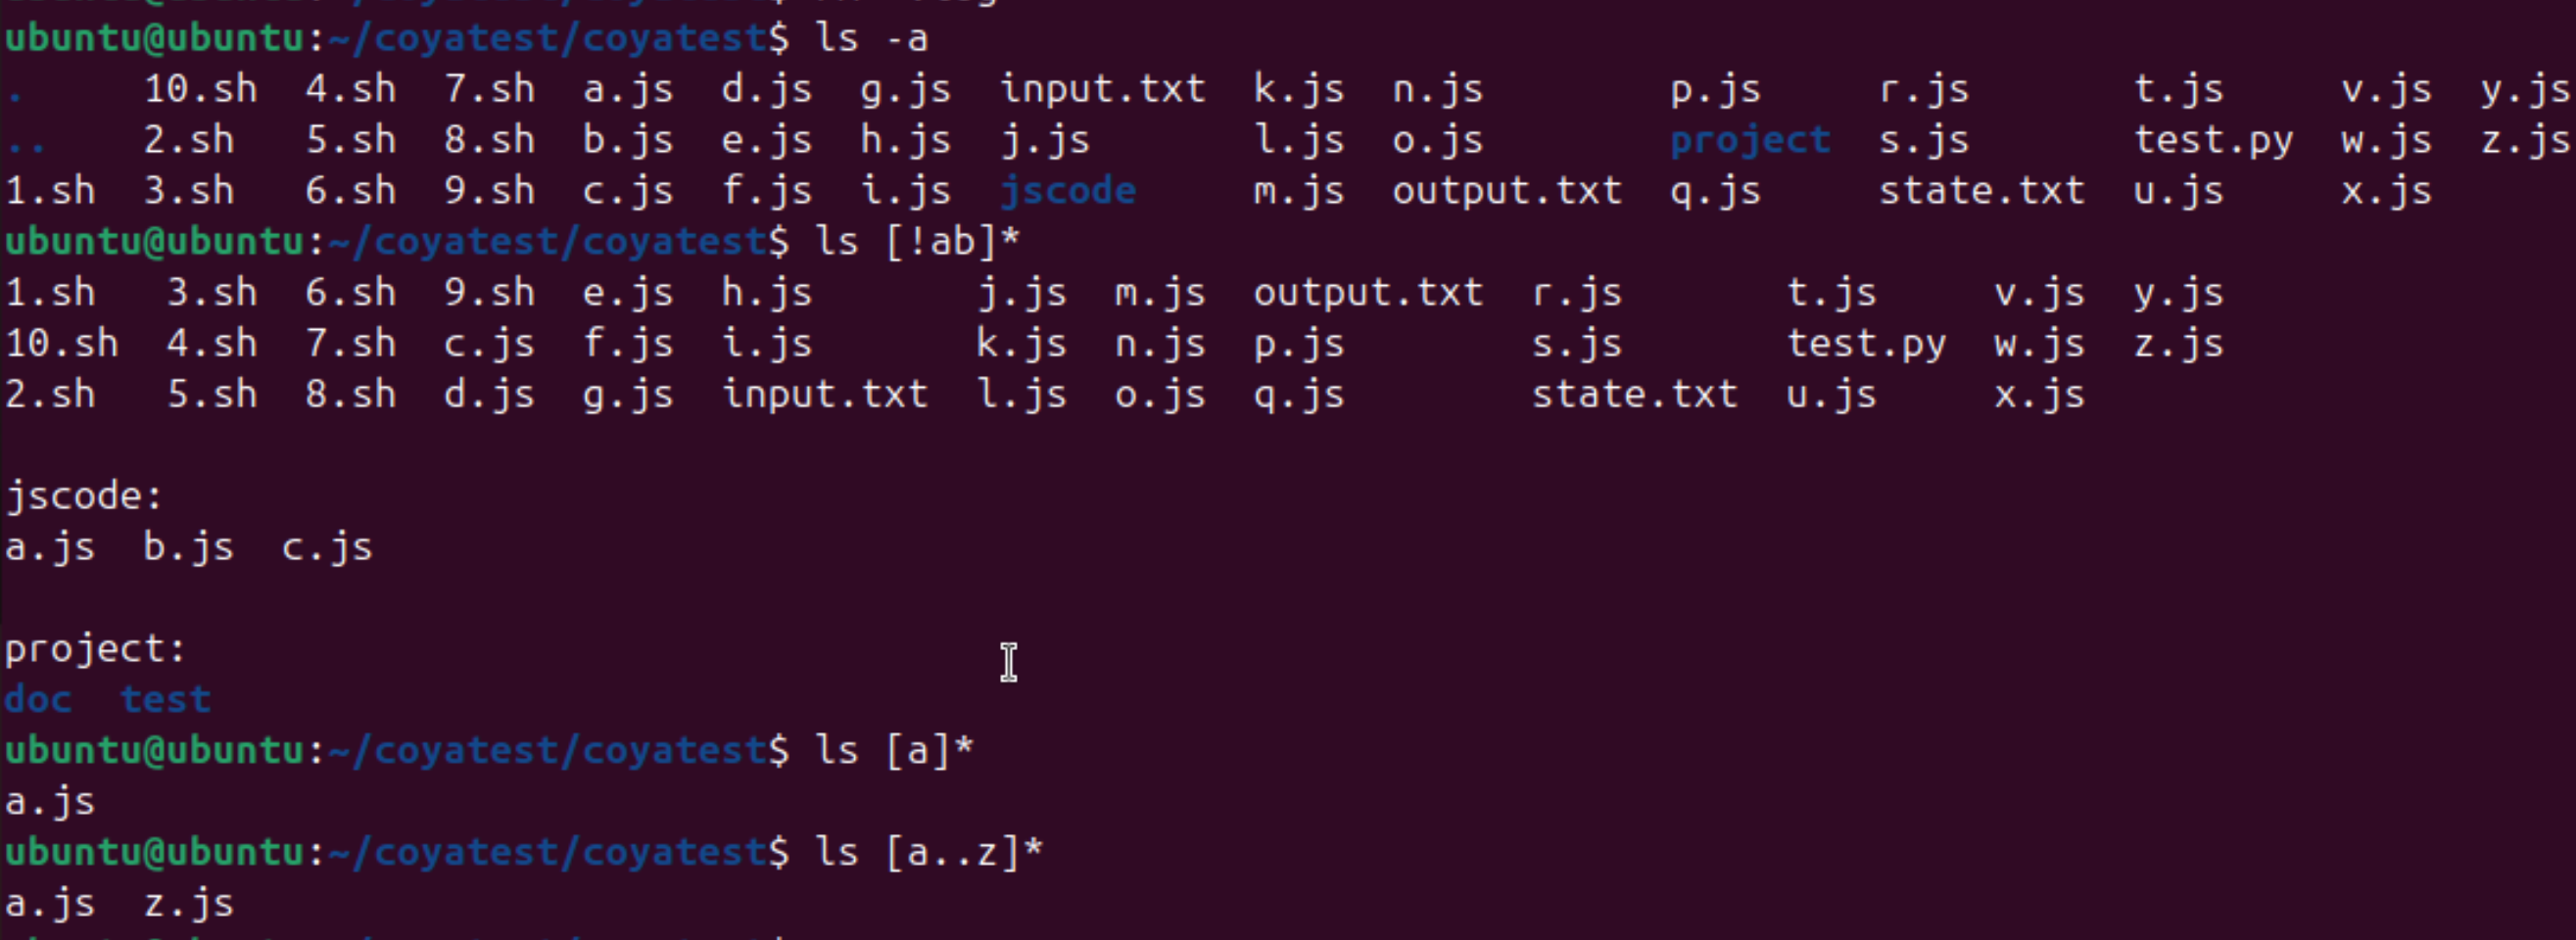 ubuntu@ubuntu:~/coyatest/coyatest$ ls -a
. 10.sh 4.sh 7.sh a.js d.js g.js input.txt k.js n.js p.js r.js t.js v.js y.js
.. 2.sh 5.sh 8.sh b.js e.js h.js j.js l.js o.js project s.js test.py w.js z.js
1.sh 3.sh 6.sh 9.sh c.js f.js i.js jscode m.js output.txt q.js state.txt u.js x.js
ubuntu@ubuntu:~/coyatest/coyatest$ ls [!ab]*
1.sh 3.sh 6.sh 9.sh e.js h.js j.js m.js output.txt r.js t.js v.js y.js
10.sh 4.sh 7.sh c.js f.js i.js k.js n.js p.js s.js test.py w.js z.js
2.sh 5.sh 8.sh d.js g.js input.txt l.js o.js q.js state.txt u.js x.js
jscode:
a.js b.js c.js
project:
doc test
ubuntu@ubuntu:~/coyatest/coyatest$ ls [a]*
a.js
ubuntu@ubuntu:~/coyatest/coyatest$ ls [a..z]*
a.js z.js